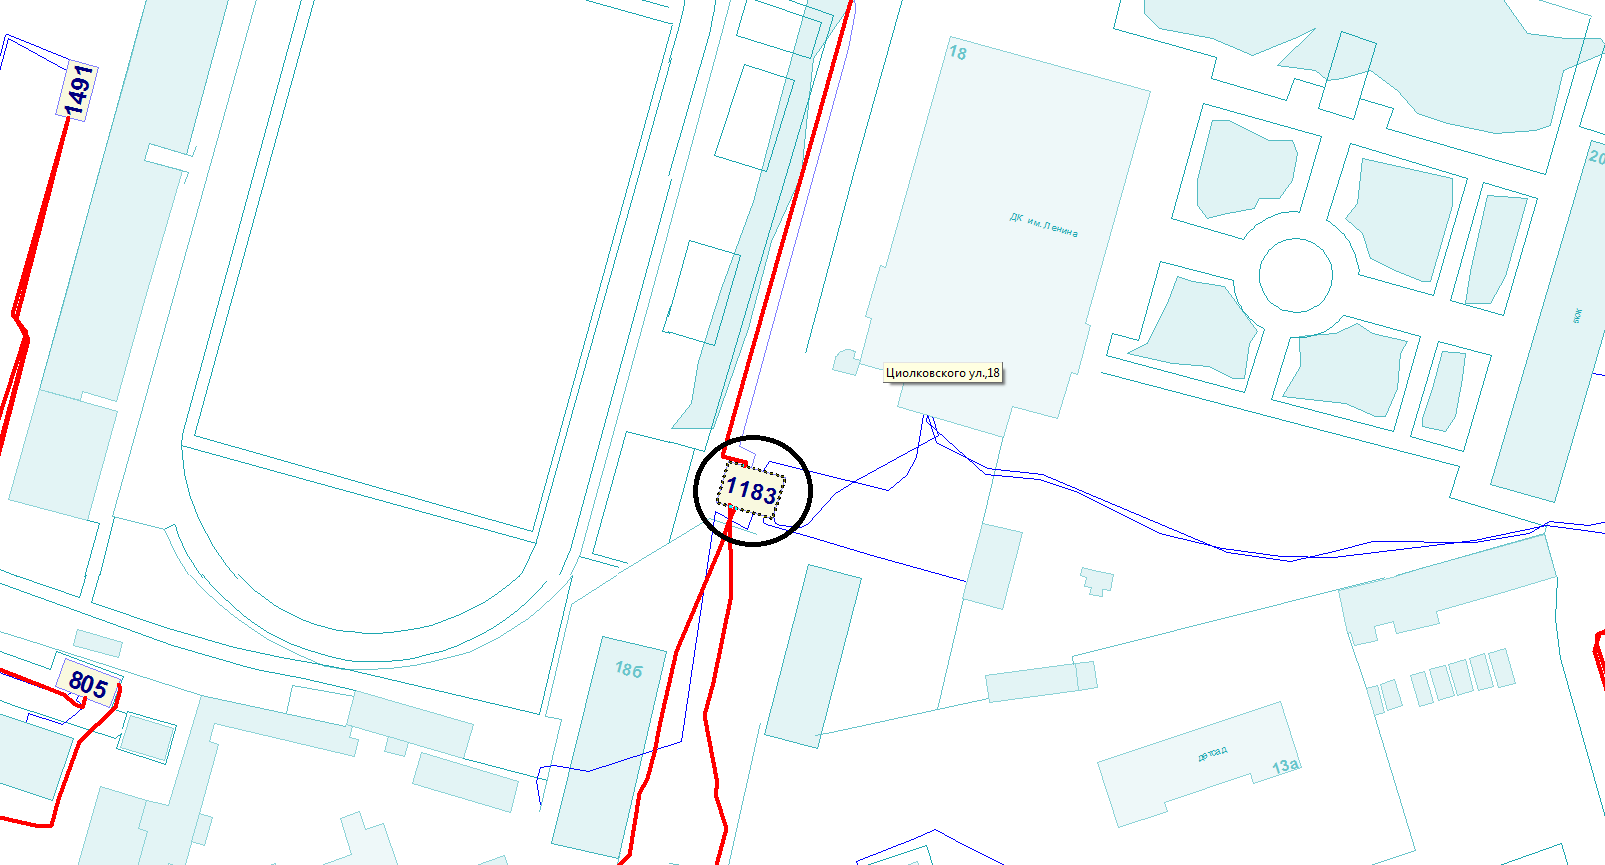 1491
18
ДК им.Ленина
20
Циолковского ул.,18
1183
18б
805
детсад
13а